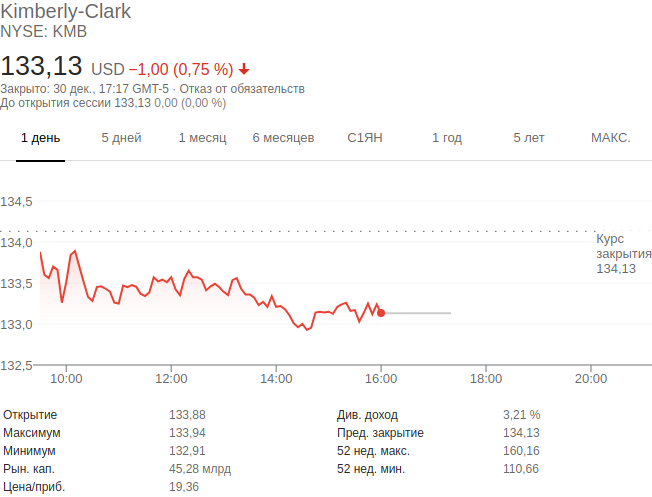 Kimberly-Clark
NYSE: KMB
133,13 USD −1,00 (0,75 %)
Закрыто: 30 дек., 17:17 GMT-5 · Отказ от обязательств
До открытия сессии 133,13 0,00 (0,00 %)
1 день 5 дней 1 месяц 6 месяцев С1ЯН 1 год 5 лет МАКС.
134,5
134,0
133,5
133,0
132,5
Курс
закрытия
134,13
10:00 12:00 14:00 16:00 18:00 20:00
Открытие 133,88 Див. доход 3,21 %
Максимум 133,94 Пред. закрытие 134,13
Минимум 132,91 52 нед. макс. 160,16
Рын. кап. 45,28 млрд 52 нед. мин. 110,66
Цена/приб. 19,36